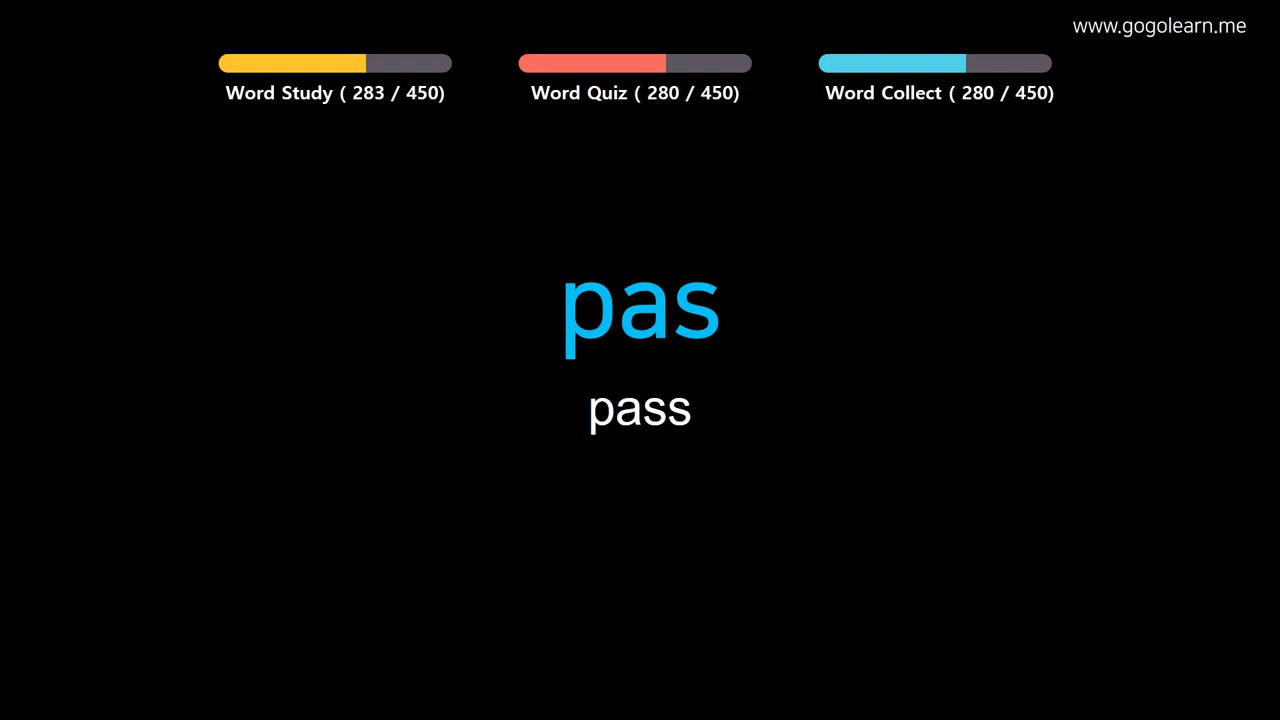 www.gogolearn.me
Word Study ( 283 / 450)
Word Quiz ( 280 / 450)
Word Collect ( 280 / 450)
pas
pass